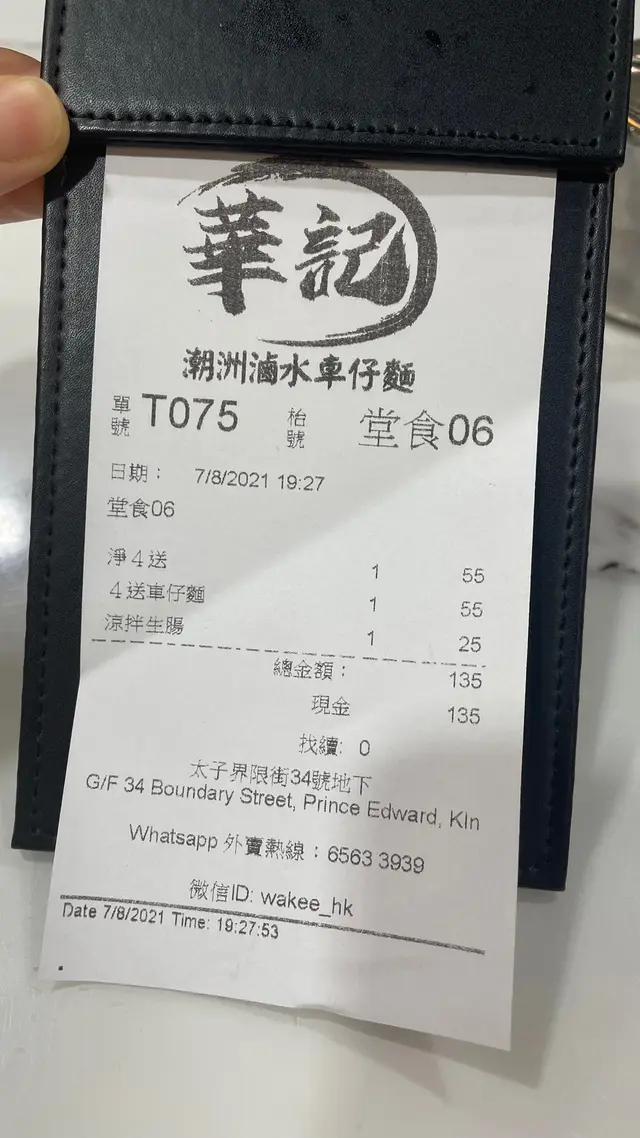 華記
潮洲滷水車仔麵
單號 T075 枱號 堂食06
日期： 7/8/2021 19:27
堂食06
淨４送 1 55
４送車仔麵 1 55
涼拌生腸 1 25
總金額： 135
現金 135
找續: 0
太子界限街34號地下
G/F 34 Boundary Street, Prince Edward, Kln
Whatsapp 外賣熱線：6563 3939
微信ID: wakee_hk
Date 7/8/2021 Time: 19:27:53